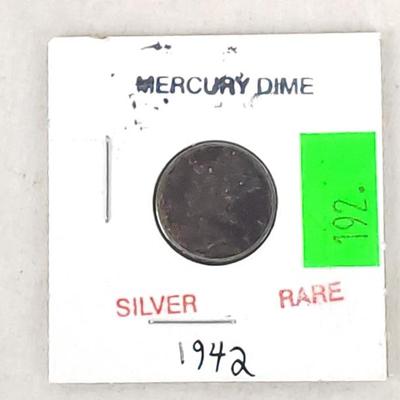 MERCURY DIME
192.
SILVER RARE
1942